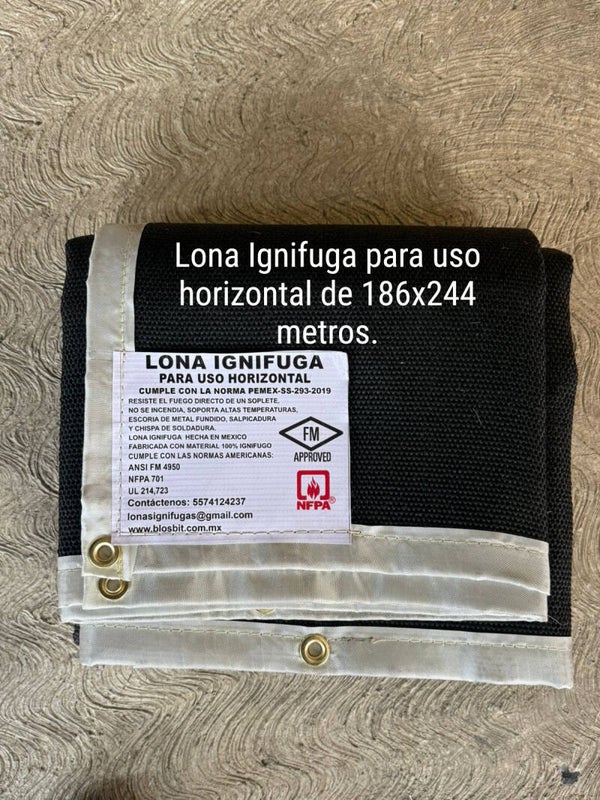 Lona Ignifuga para uso
horizontal de 186x244
metros.
LONA IGNIFUGA
PARA USO HORIZONTAL
CUMPLE CON LA NORMA PEMEX-SS-293-2019
RESISTE EL FUEGO DIRECTO DE UN SOPLETE,
NO SE INCENDIA, SOPORTA ALTAS TEMPERATURAS,
ESCORIA DE METAL FUNDIDO, SALPICADURA
Y CHISPA DE SOLDADURA.
LONA IGNIFUGA HECHA EN MEXICO
FABRICADA CON MATERIAL 100% IGNIFUGO
CUMPLE CON LAS NORMAS AMERICANAS:
ANSI FM 4950
NFPA 701
UL 214,723
Contáctenos: 5574124237
lonasignifugas@gmail.com
www.blosbit.com.mx
FM
APPROVED
NFPA®